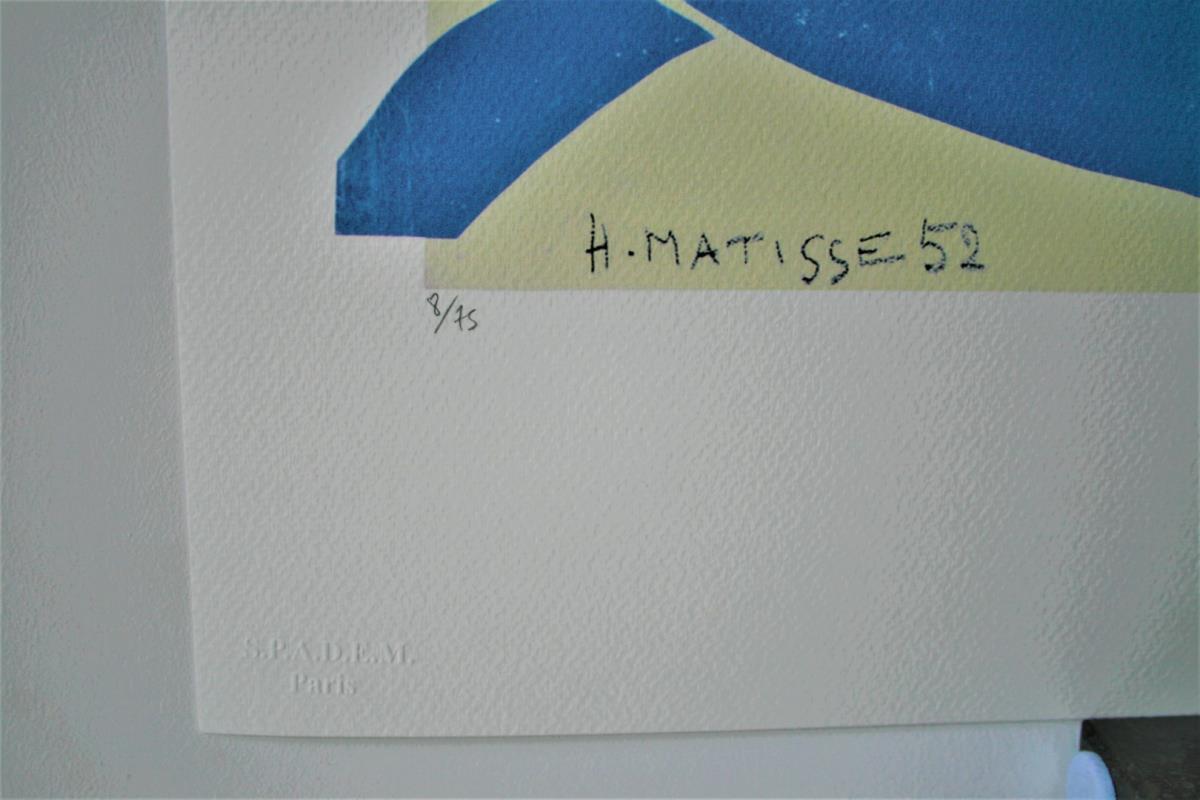 H. MATISSE 52
8/75
S.P.A.D.E.M.
Paris